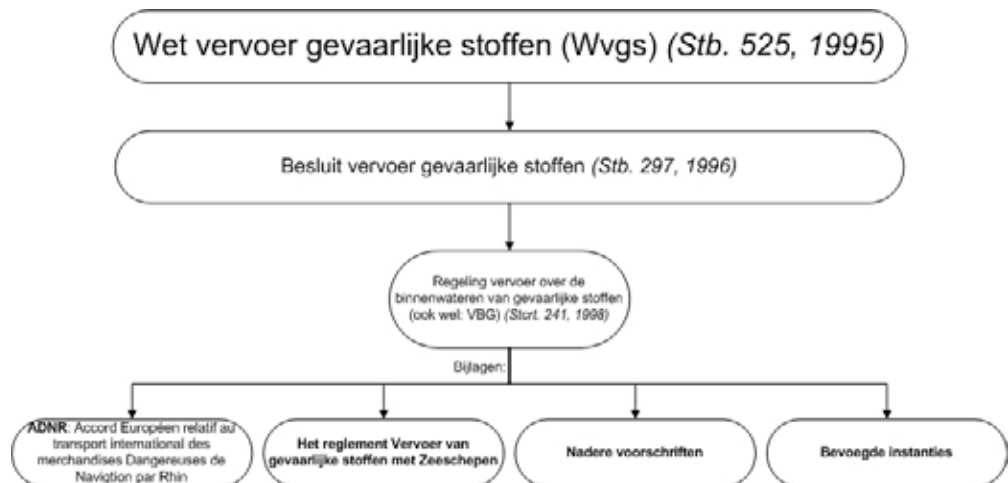 Wet vervoer gevaarlijke stoffen (Wvgs) (Stb. 525, 1995)
Besluit vervoer gevaarlijke stoffen (Stb. 297, 1996)
Regeling vervoer over de
binnenwateren van gevaarlijke stoffen
(ook wel: VBG) (Stcrt. 241, 1998)
Bijlagen:
ADNR: Accord Européen relatif au
transport international des
merchandises Dangereuses de
Navigtion par Rhin
Het reglement Vervoer van
gevaarlijke stoffen met Zeeschepen
Nadere voorschriften
Bevoegde instanties